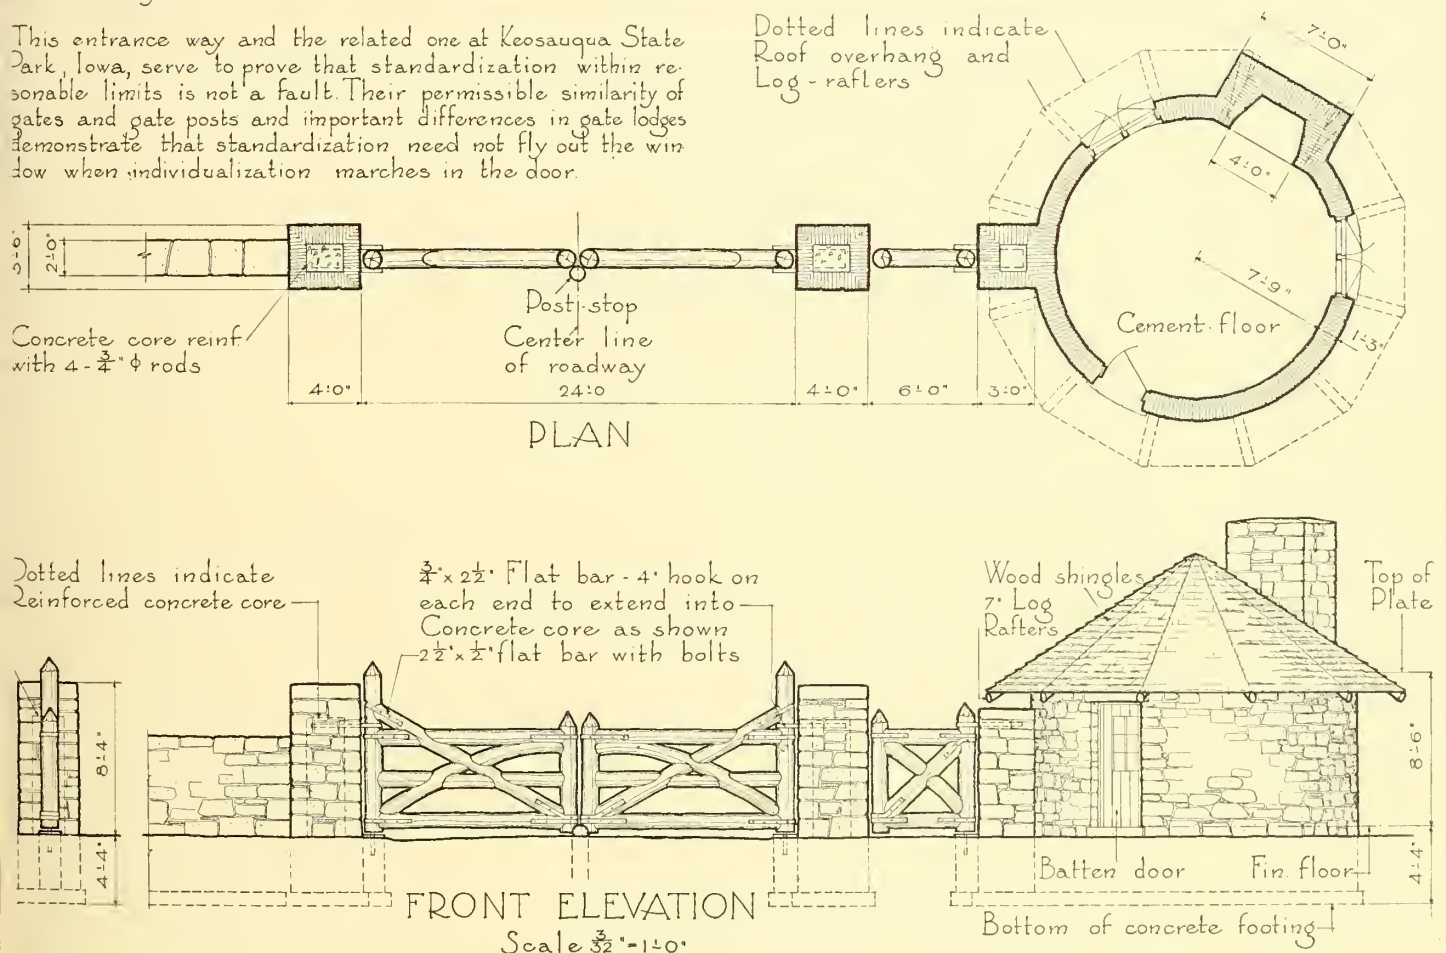 This entrance way and the related one at Keosauqua State
Park, Iowa, serve to prove that standardization within re-
sonable limits is not a fault. Their permissible similarity of
gates and gate posts and important differences in gate lodges
demonstrate that standardization need not fly out the win-
dow when individualization marches in the door.
Dotted lines indicate
Roof overhang and
Log-rafters
7'-0"
4'-0"
3'-0"
2'-0"
7'-9"
1'-3"
Cement floor
Post stop
Center line
of roadway
Concrete core reinf.
with 4-3/4" ϕ rods
4'-0"
24'-0
4'-0"
6'-0"
3'-0"
PLAN
Dotted lines indicate
Reinforced concrete core
3/4" x 2 1/2" Flat bar - 4" hook on
each end to extend into
Concrete core as shown
2 1/2" x 1/2" flat bar with bolts
Wood shingles
7" Log
Rafters
Top of
Plate
8'-4"
4'-4"
8'-6"
4'-4"
Batten door
Fin. floor
Bottom of concrete footing
FRONT ELEVATION
Scale 3/32" = 1'-0"